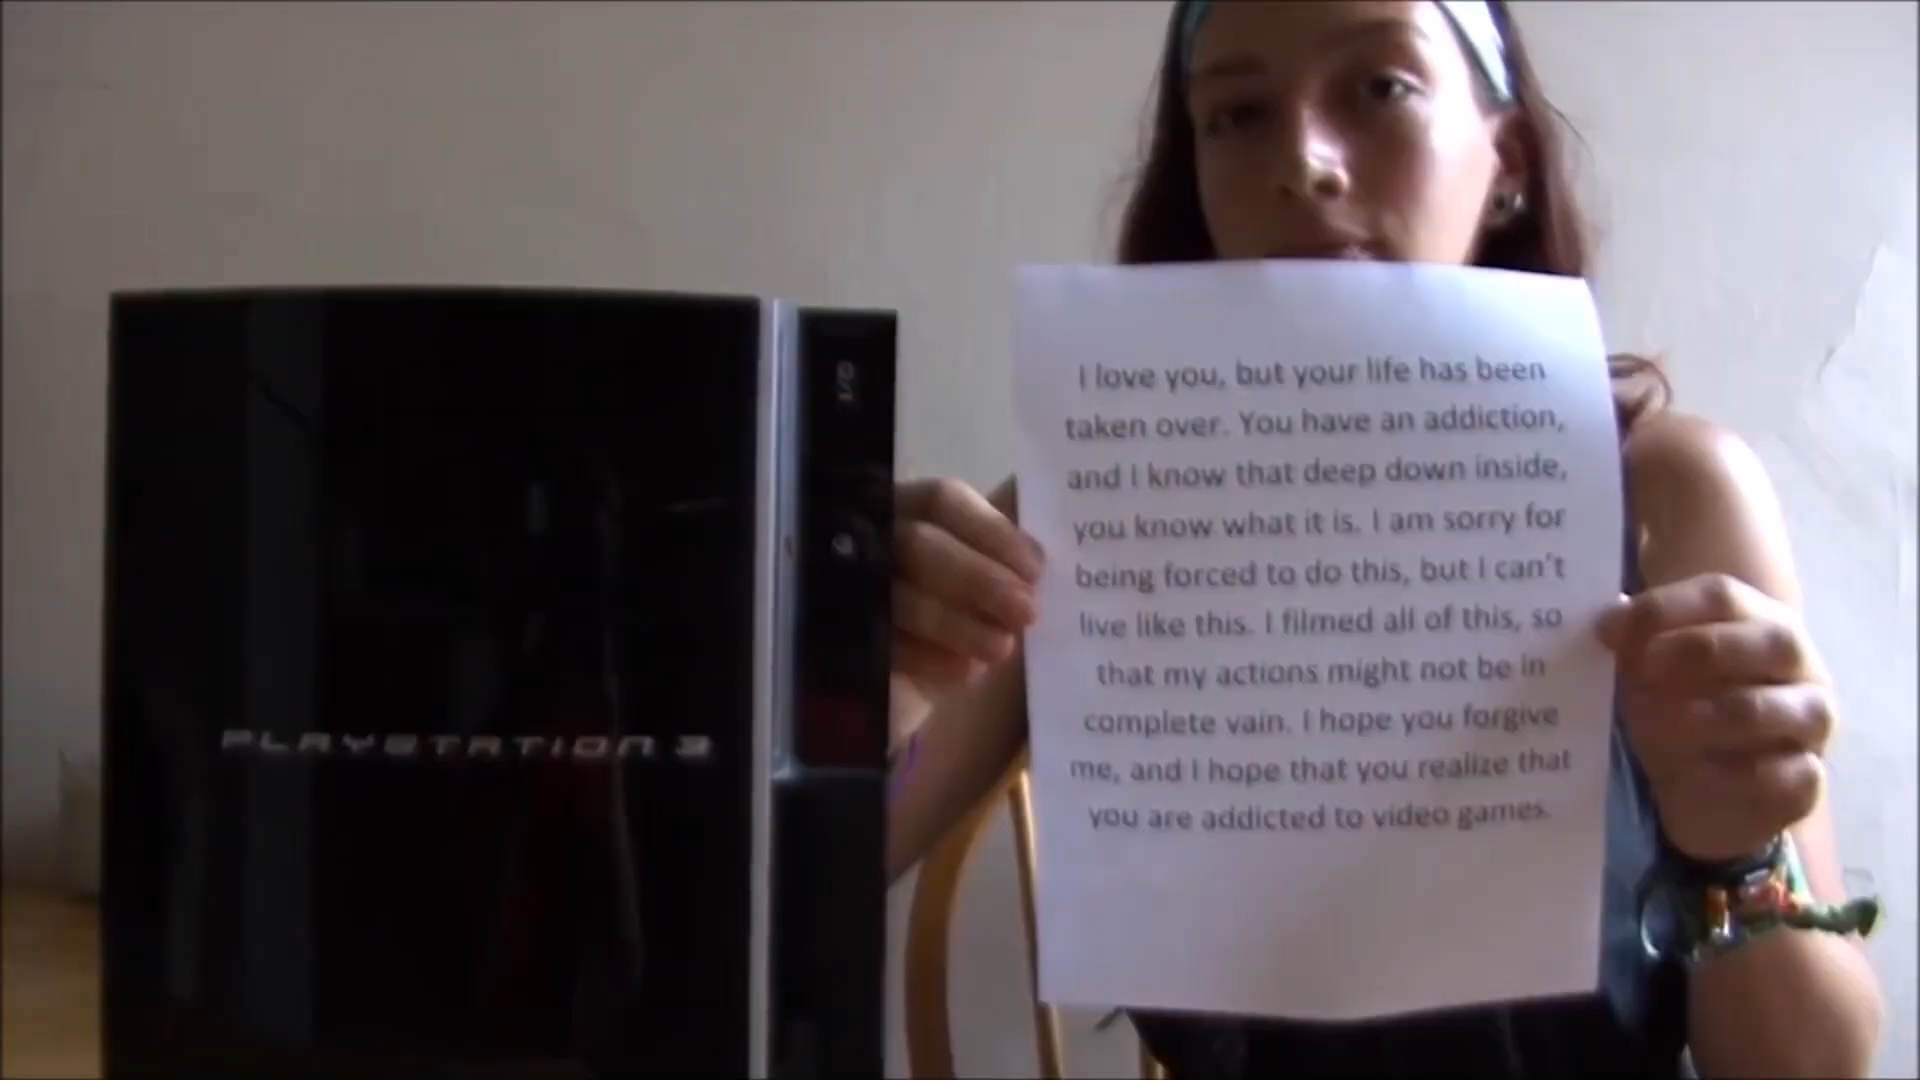 PLAYSTATION 3
I love you, but your life has been
taken over. You have an addiction,
and I know that deep down inside,
you know what it is. I am sorry for
being forced to do this, but I can't
live like this. I filmed all of this, so
that my actions might not be in
complete vain. I hope you forgive
me, and I hope that you realize that
you are addicted to video games.